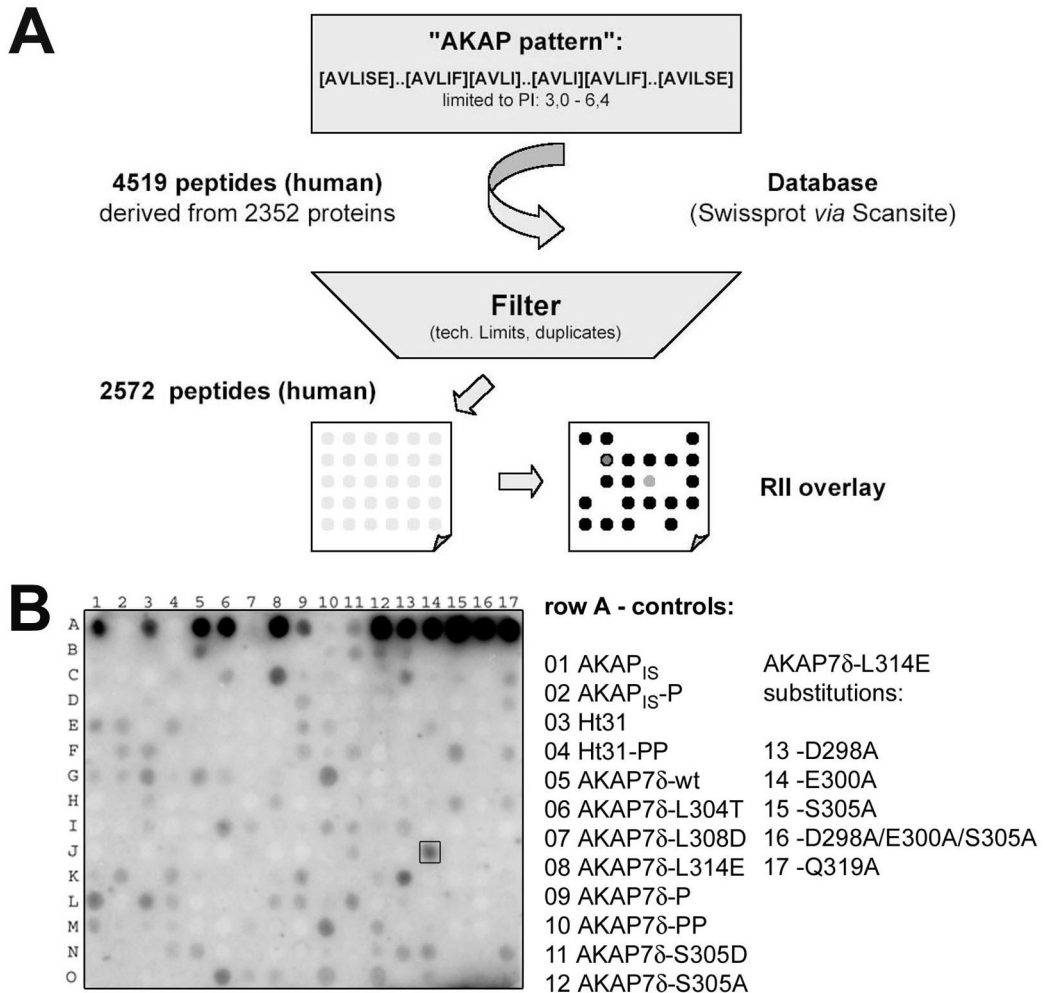 A
"AKAP pattern":
[AVLISE]..[AVLIF][AVLI]..[AVLI][AVLIF]..[AVILSE]
limited to PI: 3,0 - 6,4
4519 peptides (human)
derived from 2352 proteins
Database
(Swissprot via Scansite)
Filter
(tech. Limits, duplicates)
2572 peptides (human)
RII overlay
B
1 2 3 4 5 6 7 8 9 10 11 12 13 14 15 16 17
A
B
C
D
E
F
G
H
I
J
K
L
M
N
O
row A - controls:
01 AKAPIS
02 AKAPIS-P
03 Ht31
04 Ht31-PP
05 AKAP7δ-wt
06 AKAP7δ-L304T
07 AKAP7δ-L308D
08 AKAP7δ-L314E
09 AKAP7δ-P
10 AKAP7δ-PP
11 AKAP7δ-S305D
12 AKAP7δ-S305A
AKAP7δ-L314E
substitutions:
13 -D298A
14 -E300A
15 -S305A
16 -D298A/E300A/S305A
17 -Q319A